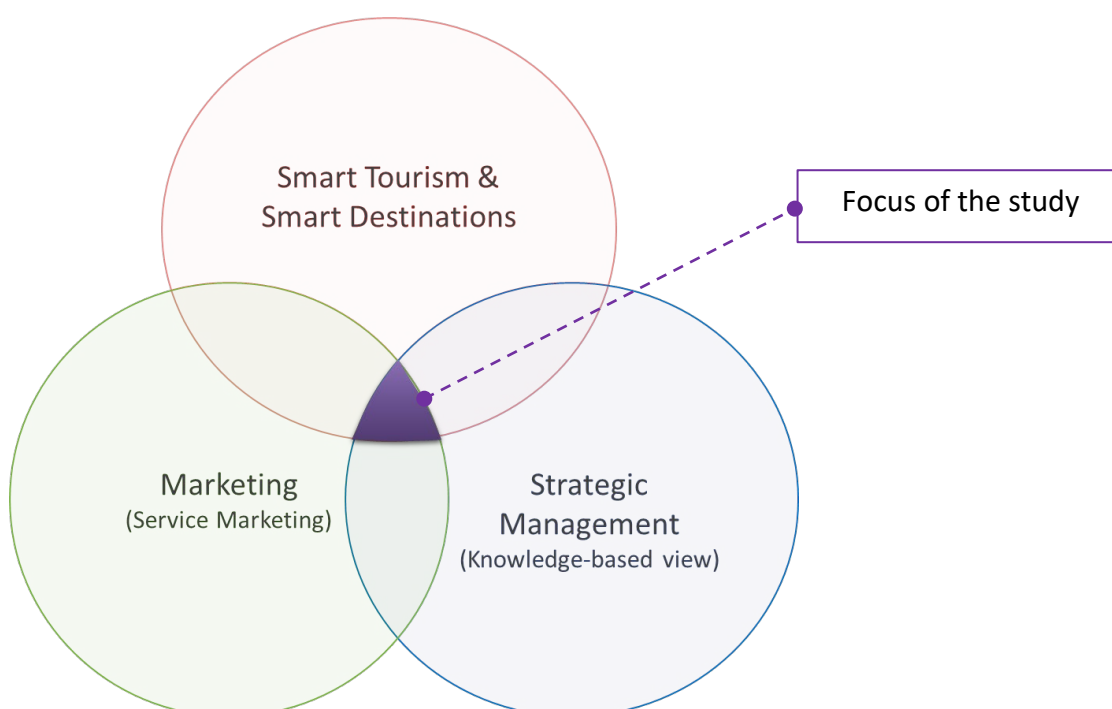 Smart Tourism &
Smart Destinations
Focus of the study
Marketing
(Service Marketing)
Strategic
Management
(Knowledge-based view)